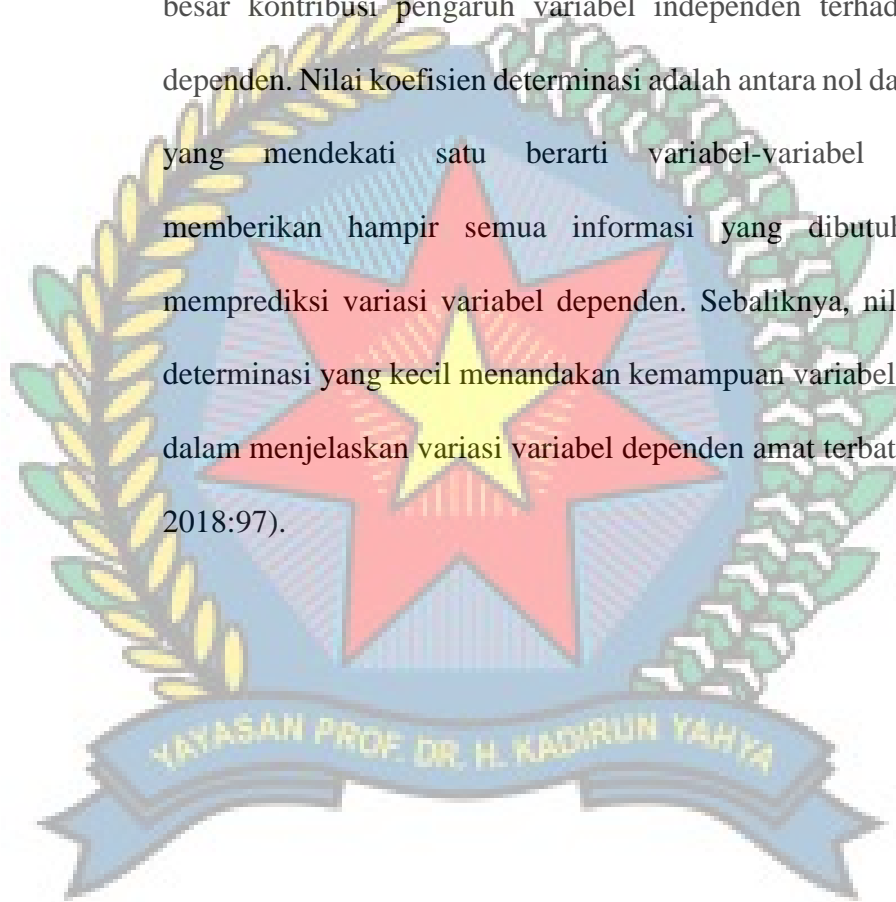 besar kontribusi pengaruh variabel independen terhad
dependen. Nilai koefisien determinasi adalah antara nol da
yang mendekati satu berarti variabel-variabel
memberikan hampir semua informasi yang dibutuh
memprediksi variasi variabel dependen. Sebaliknya, nil
determinasi yang kecil menandakan kemampuan variabel
dalam menjelaskan variasi variabel dependen amat terbat
2018:97).
YAYASAN PROF. DR. H. KADIRUN YAHYA